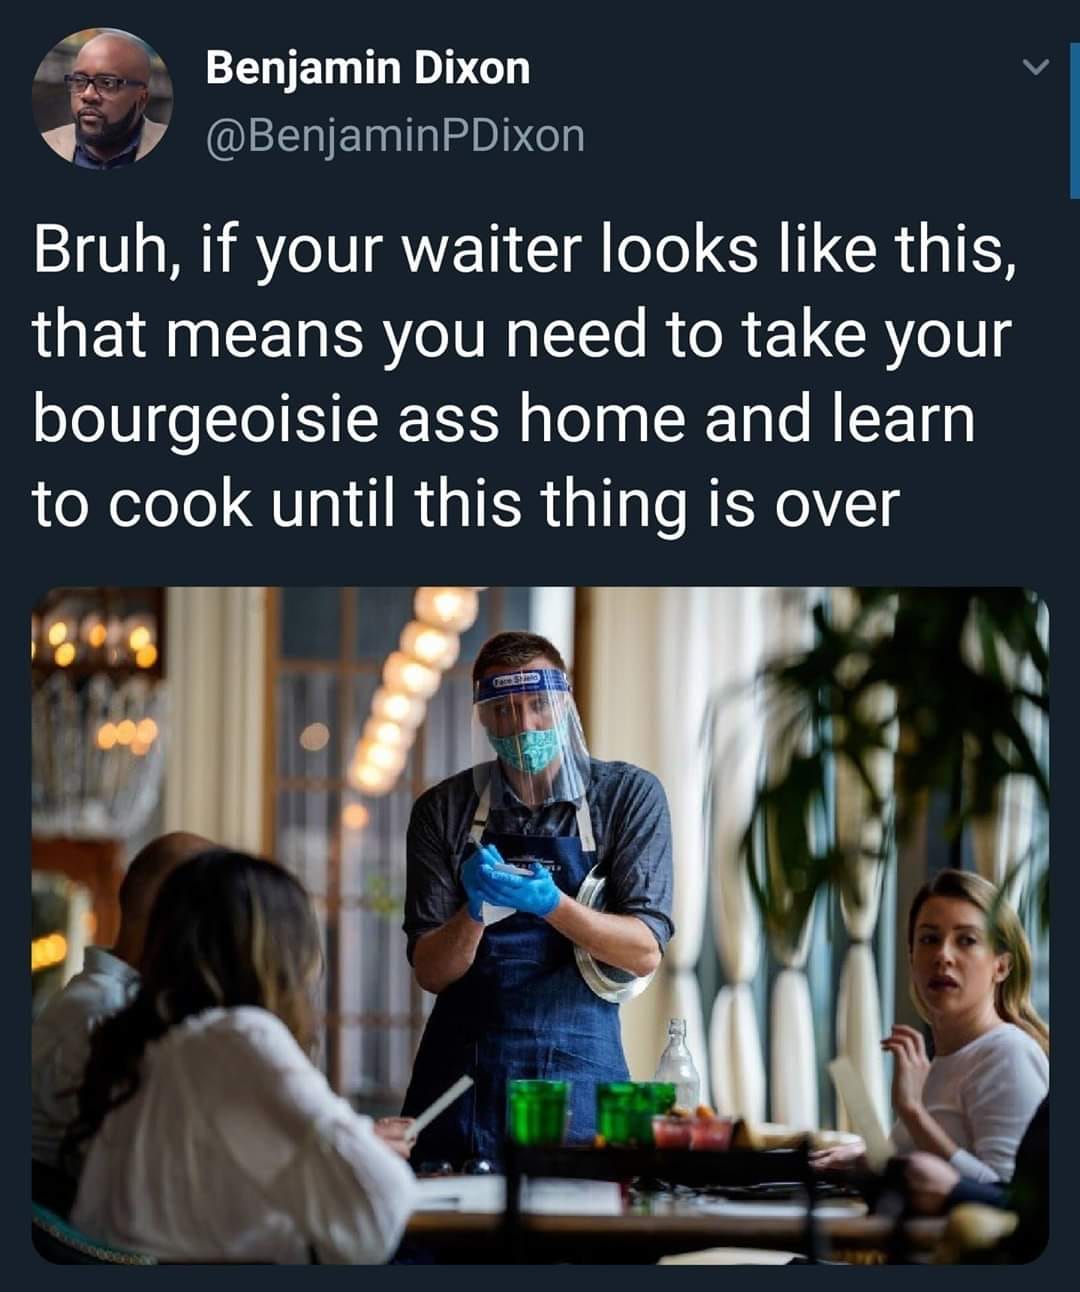 Benjamin Dixon
@BenjaminPDixon
Bruh, if your waiter looks like this,
that means you need to take your
bourgeoisie ass home and learn
to cook until this thing is over
Face Shield